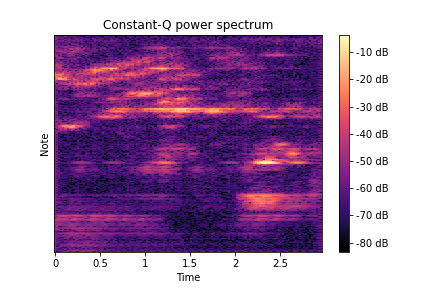 Constant-Q power spectrum
Note
-10 dB
-20 dB
-30 dB
-40 dB
-50 dB
-60 dB
-70 dB
-80 dB
0
0.5
1
1.5
2
2.5
Time